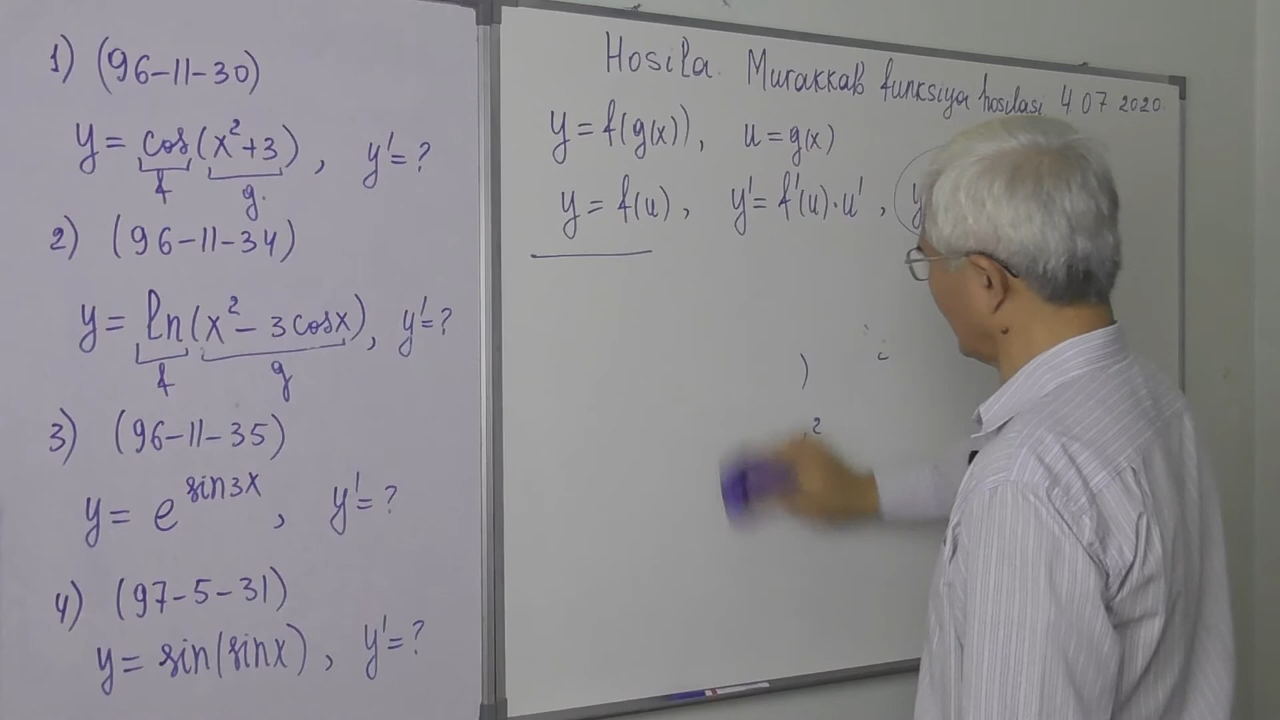 1) (96-11-30)
y = cos(x²+3), y' = ?
f g
2) (96-11-34)
y = ln(x² - 3cosx), y' = ?
f g
3) (96-11-35)
y = e^sin3x, y' = ?
4) (97-5-31)
y = sin(sinx), y' = ?
Hosila. Murakkab funksiya hosilasi 4 07 2020
y = f(g(x)), u = g(x)
y = f(u), y' = f'(u)·u', y
)
2